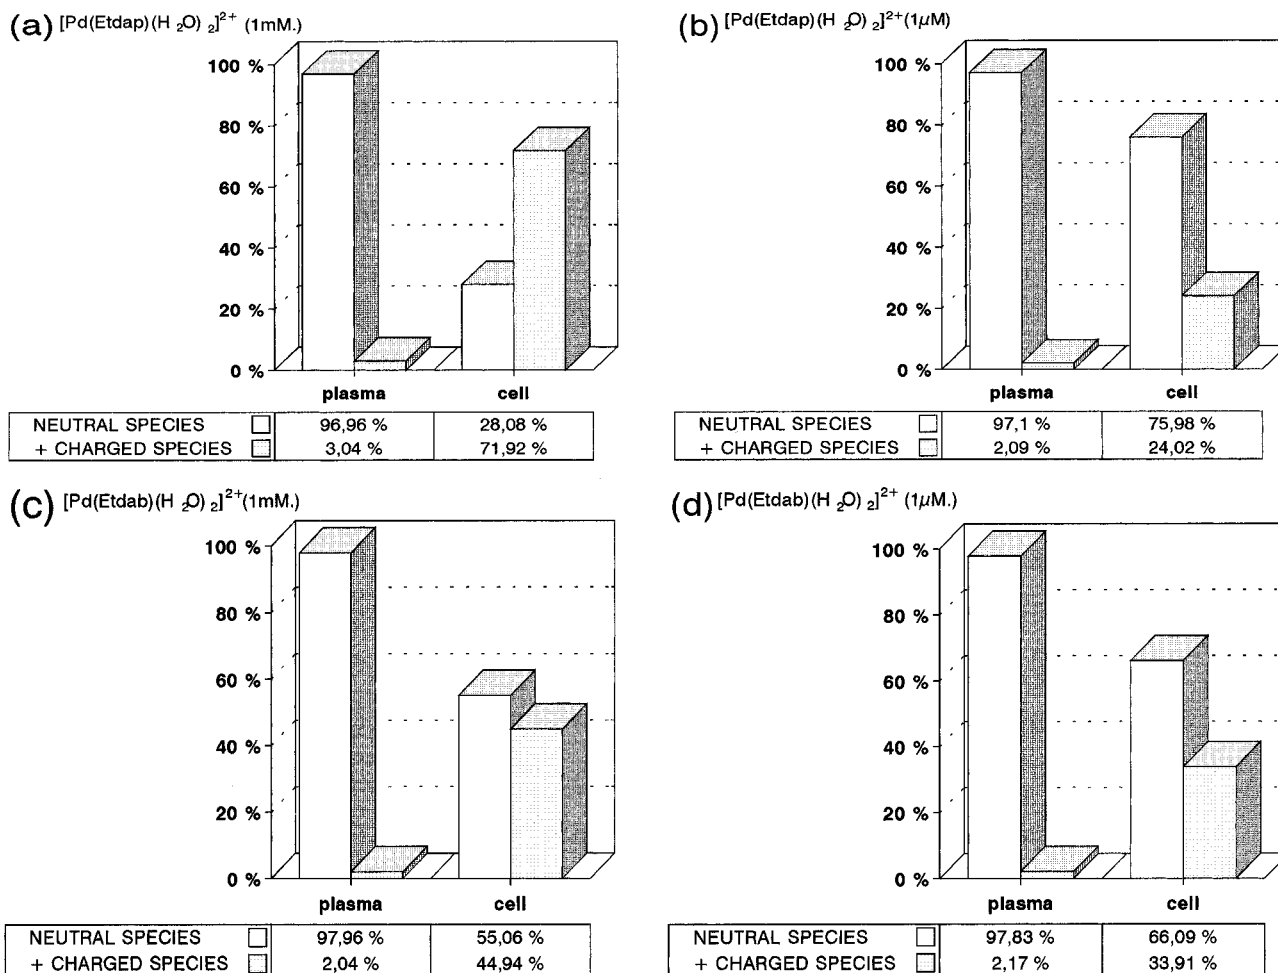 (a) [Pd(Etdap)(H 2O) 2]2+ (1mM.)
100 %
80 %
60 %
40 %
20 %
0 %
plasma cell
NEUTRAL SPECIES 96,96 % 28,08 %
+ CHARGED SPECIES 3,04 % 71,92 %
(b) [Pd(Etdap)(H 2O) 2]2+(1µM)
100 %
80 %
60 %
40 %
20 %
0 %
plasma cell
NEUTRAL SPECIES 97,1 % 75,98 %
+ CHARGED SPECIES 2,09 % 24,02 %
(c) [Pd(Etdab)(H 2O) 2]2+(1mM.)
100 %
80 %
60 %
40 %
20 %
0 %
plasma cell
NEUTRAL SPECIES 97,96 % 55,06 %
+ CHARGED SPECIES 2,04 % 44,94 %
(d) [Pd(Etdab)(H 2O) 2]2+ (1µM.)
100 %
80 %
60 %
40 %
20 %
0 %
plasma cell
NEUTRAL SPECIES 97,83 % 66,09 %
+ CHARGED SPECIES 2,17 % 33,91 %